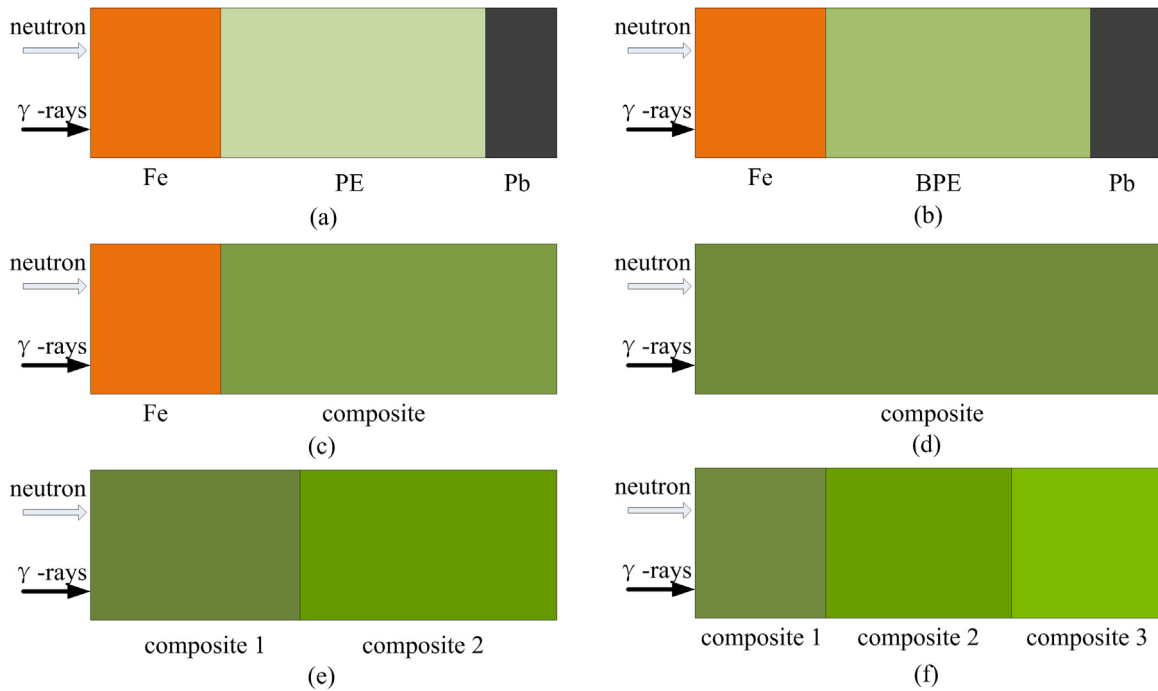 neutron
γ -rays
Fe
PE
Pb
(a)
neutron
γ -rays
Fe
BPE
Pb
(b)
neutron
γ -rays
Fe
composite
(c)
neutron
γ -rays
composite
(d)
neutron
γ -rays
composite 1
composite 2
(e)
neutron
γ -rays
composite 1
composite 2
composite 3
(f)